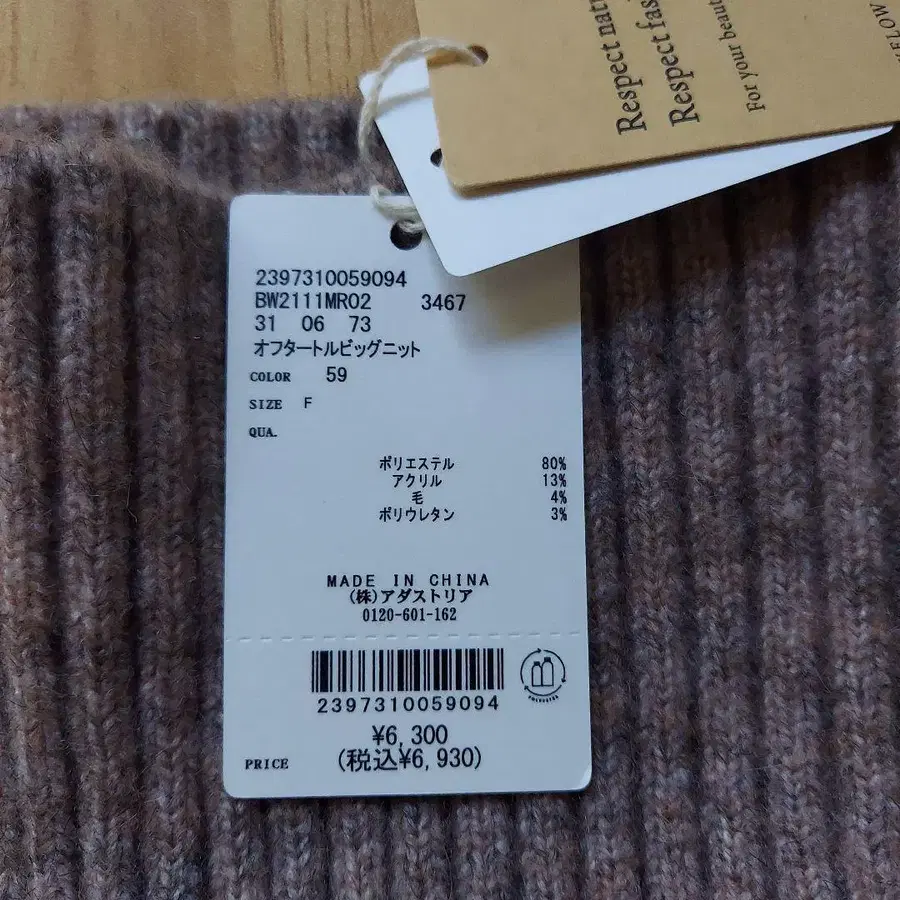 Respect natu
Respect fas
For your beaut
ELOW
2397310059094
BW2111MR02 3467
31 06 73
オフタートルビッグニット
COLOR 59
SIZE F
QUA.
ポリエステル 80%
アクリル 13%
毛 4%
ポリウレタン 3%
MADE IN CHINA
(株)アダストリア
0120-601-162
2397310059094
¥6,300
PRICE (税込¥6,930)